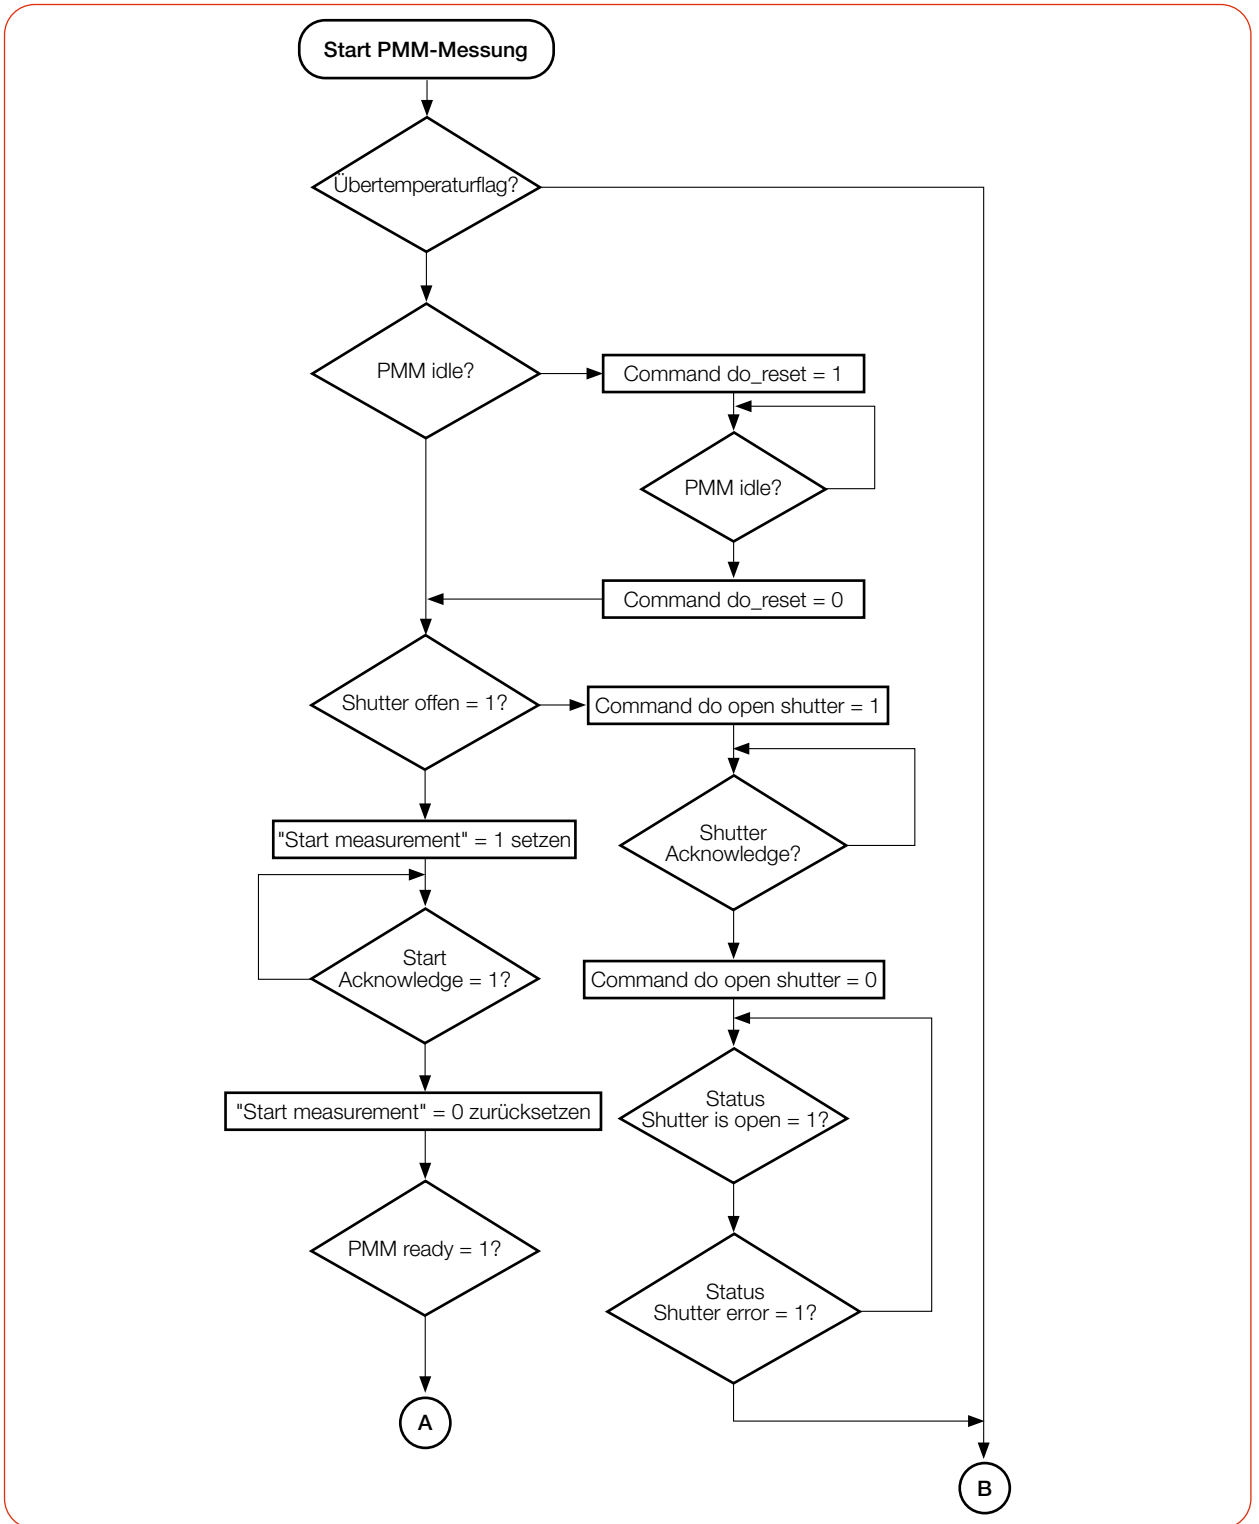 Start PMM-Messung
Übertemperaturflag?
PMM idle?
Command do_reset = 1
PMM idle?
Command do_reset = 0
Shutter offen = 1?
Command do open shutter = 1
"Start measurement" = 1 setzen
Shutter
Acknowledge?
Start
Acknowledge = 1?
Command do open shutter = 0
"Start measurement" = 0 zurücksetzen
Status
Shutter is open = 1?
PMM ready = 1?
Status
Shutter error = 1?
A
B